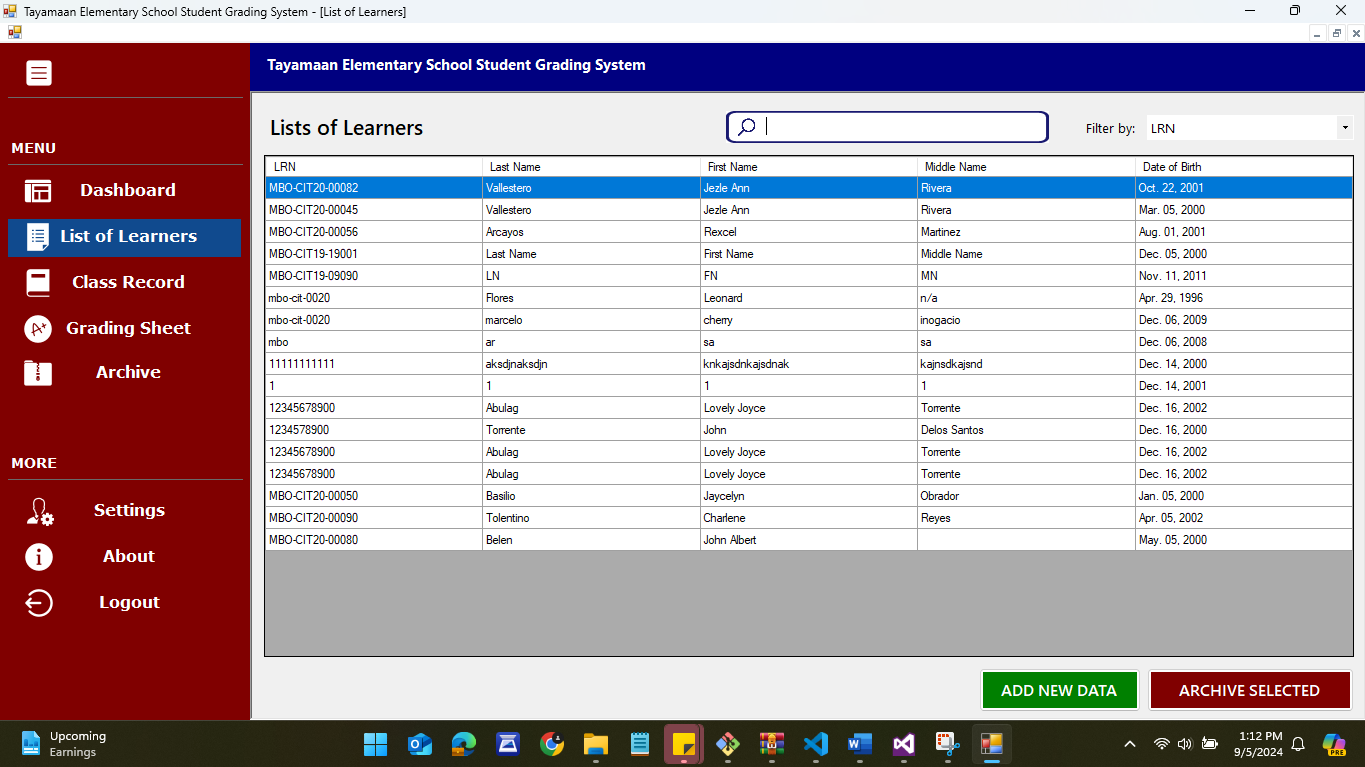 Tayamaan Elementary School Student Grading System - [List of Learners]
Tayamaan Elementary School Student Grading System
MENU
Dashboard
List of Learners
Class Record
Grading Sheet
Archive
MORE
Settings
About
Logout
Lists of Learners
Filter by: LRN
LRN Last Name First Name Middle Name Date of Birth
MBO-CIT20-00082 Vallestero Jezle Ann Rivera Oct. 22, 2001
MBO-CIT20-00045 Vallestero Jezle Ann Rivera Mar. 05, 2000
MBO-CIT20-00056 Arcayos Rexcel Martinez Aug. 01, 2001
MBO-CIT19-19001 Last Name First Name Middle Name Dec. 05, 2000
MBO-CIT19-09090 LN FN MN Nov. 11, 2011
mbo-cit-0020 Flores Leonard n/a Apr. 29, 1996
mbo-cit-0020 marcelo cherry inogacio Dec. 06, 2009
mbo ar sa sa Dec. 06, 2008
11111111111 aksdjnaksdjn knkajsdnkajsdnak kajnsdkajsnd Dec. 14, 2000
1 1 1 1 Dec. 14, 2001
12345678900 Abulag Lovely Joyce Torrente Dec. 16, 2002
1234578900 Torrente John Delos Santos Dec. 16, 2000
12345678900 Abulag Lovely Joyce Torrente Dec. 16, 2002
12345678900 Abulag Lovely Joyce Torrente Dec. 16, 2002
MBO-CIT20-00050 Basilio Jaycelyn Obrador Jan. 05, 2000
MBO-CIT20-00090 Tolentino Charlene Reyes Apr. 05, 2002
MBO-CIT20-00080 Belen John Albert May. 05, 2000
ADD NEW DATA
ARCHIVE SELECTED
Upcoming
Earnings
1:12 PM
9/5/2024
PRE